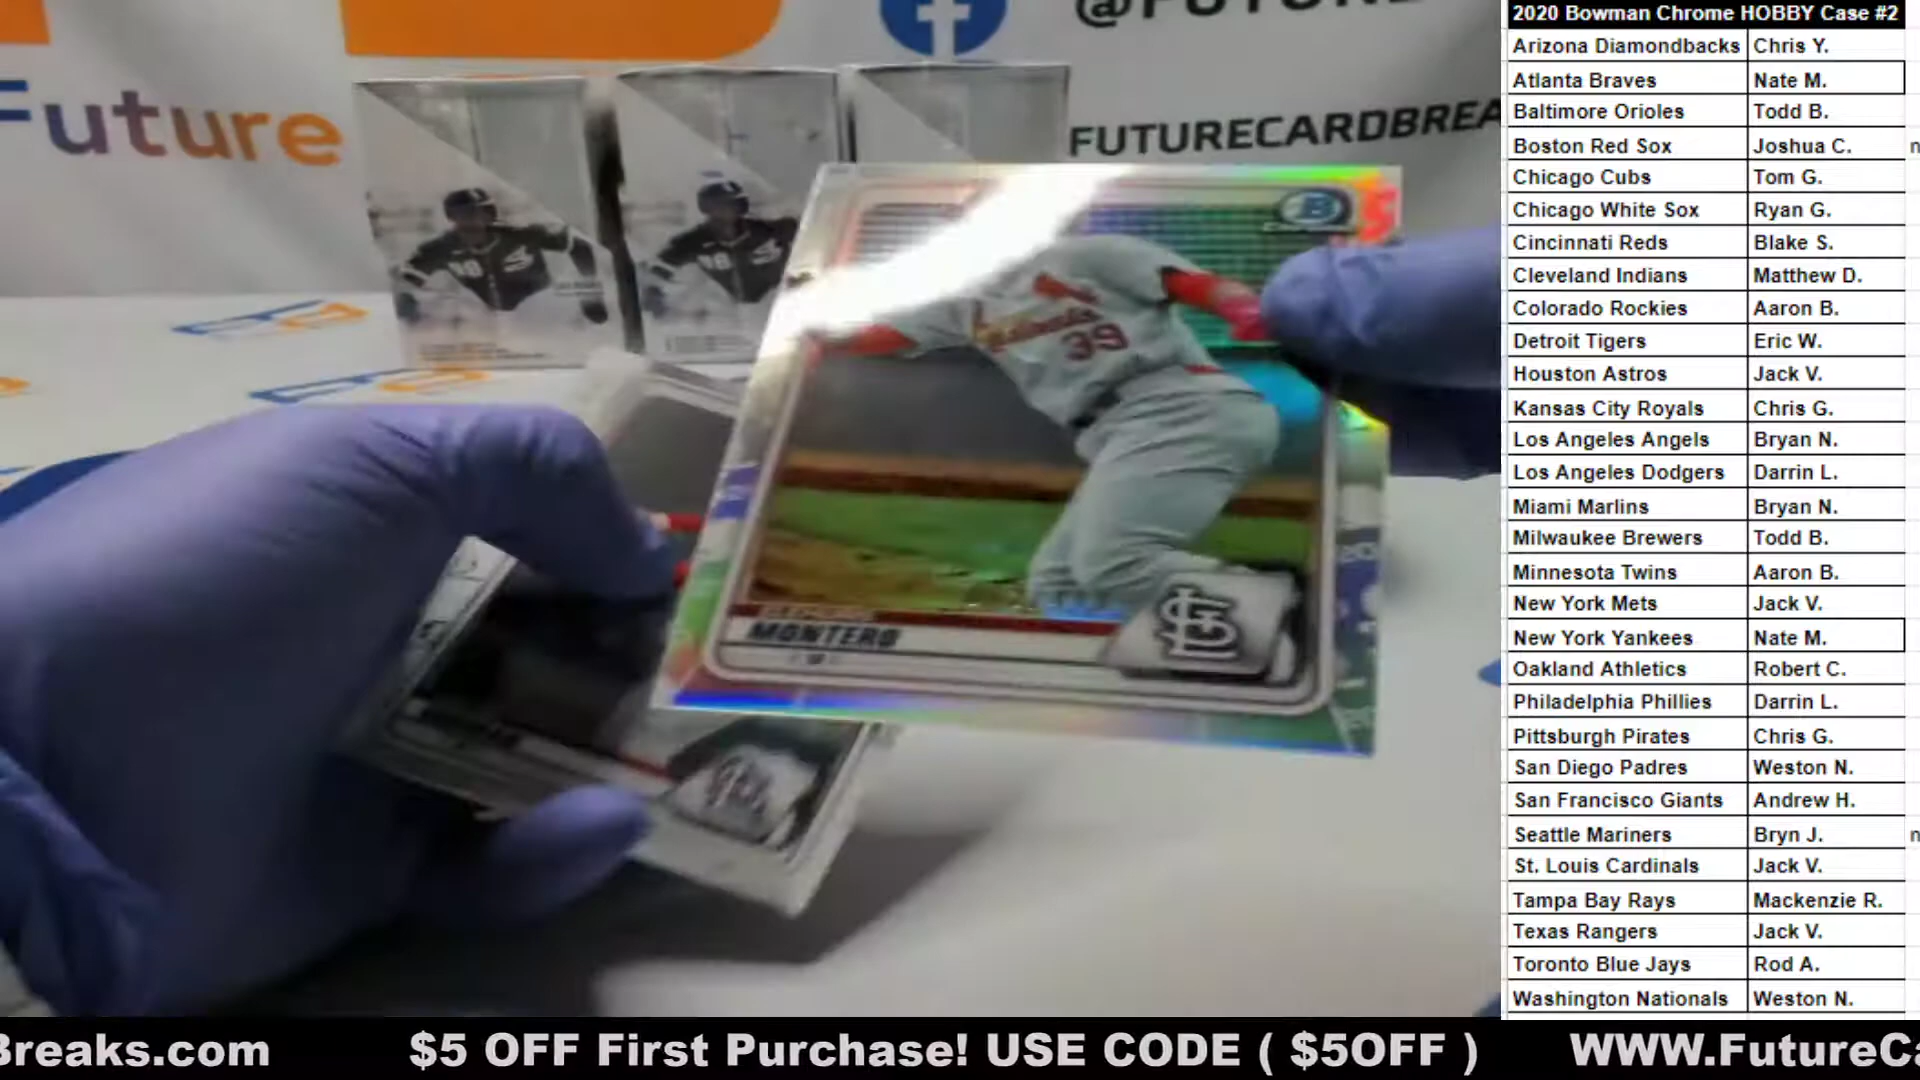 @FUTURE
Future
FUTURECARDBREA
39
MONTERO
2020 Bowman Chrome HOBBY Case #2
Arizona Diamondbacks Chris Y.
Atlanta Braves Nate M.
Baltimore Orioles Todd B.
Boston Red Sox Joshua C. n
Chicago Cubs Tom G.
Chicago White Sox Ryan G.
Cincinnati Reds Blake S.
Cleveland Indians Matthew D.
Colorado Rockies Aaron B.
Detroit Tigers Eric W.
Houston Astros Jack V.
Kansas City Royals Chris G.
Los Angeles Angels Bryan N.
Los Angeles Dodgers Darrin L.
Miami Marlins Bryan N.
Milwaukee Brewers Todd B.
Minnesota Twins Aaron B.
New York Mets Jack V.
New York Yankees Nate M.
Oakland Athletics Robert C.
Philadelphia Phillies Darrin L.
Pittsburgh Pirates Chris G.
San Diego Padres Weston N.
San Francisco Giants Andrew H.
Seattle Mariners Bryn J. n
St. Louis Cardinals Jack V.
Tampa Bay Rays Mackenzie R.
Texas Rangers Jack V.
Toronto Blue Jays Rod A.
Washington Nationals Weston N.
Breaks.com $5 OFF First Purchase! USE CODE ( $5OFF ) WWW.FutureCa